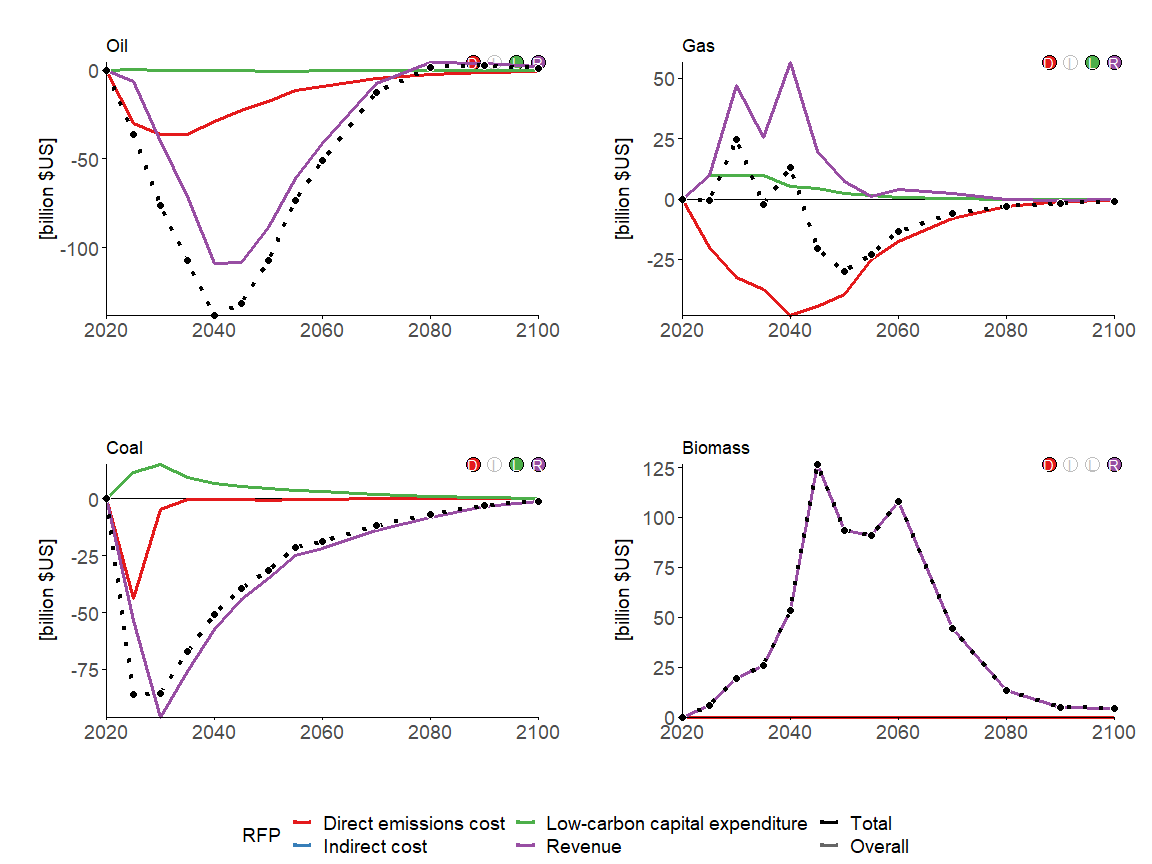 Oil
D I L R
[billion $US]
0
-50
-100
2020 2040 2060 2080 2100
Gas
D I L R
[billion $US]
50
25
0
-25
2020 2040 2060 2080 2100
Coal
D I L R
[billion $US]
0
-25
-50
-75
2020 2040 2060 2080 2100
Biomass
D I L R
[billion $US]
125
100
75
50
25
0
2020 2040 2060 2080 2100
RFP
Direct emissions cost Low-carbon capital expenditure Total
Indirect cost Revenue Overall